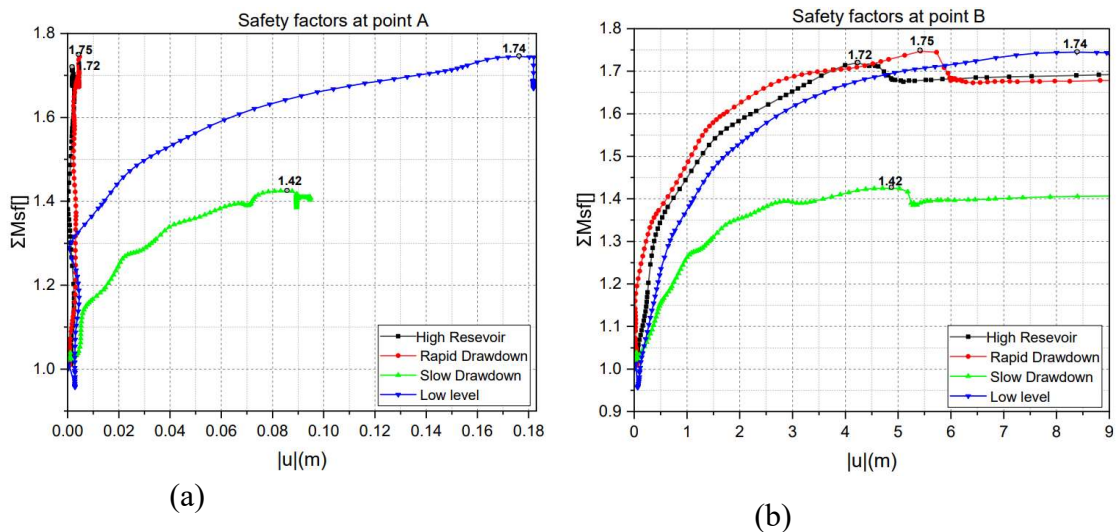 Safety factors at point A
1.8
1.6
1.4
1.2
1.0
ΣMsf[]
1.75
1.72
1.74
1.42
High Resevoir
Rapid Drawdown
Slow Drawdown
Low level
0.00 0.02 0.04 0.06 0.08 0.10 0.12 0.14 0.16 0.18
|u|(m)
(a)
Safety factors at point B
1.8
1.7
1.6
1.5
1.4
1.3
1.2
1.1
1.0
0.9
ΣMsf[]
1.72
1.75
1.74
1.42
High Resevoir
Rapid Drawdown
Slow Drawdown
Low level
0 1 2 3 4 5 6 7 8 9
|u|(m)
(b)